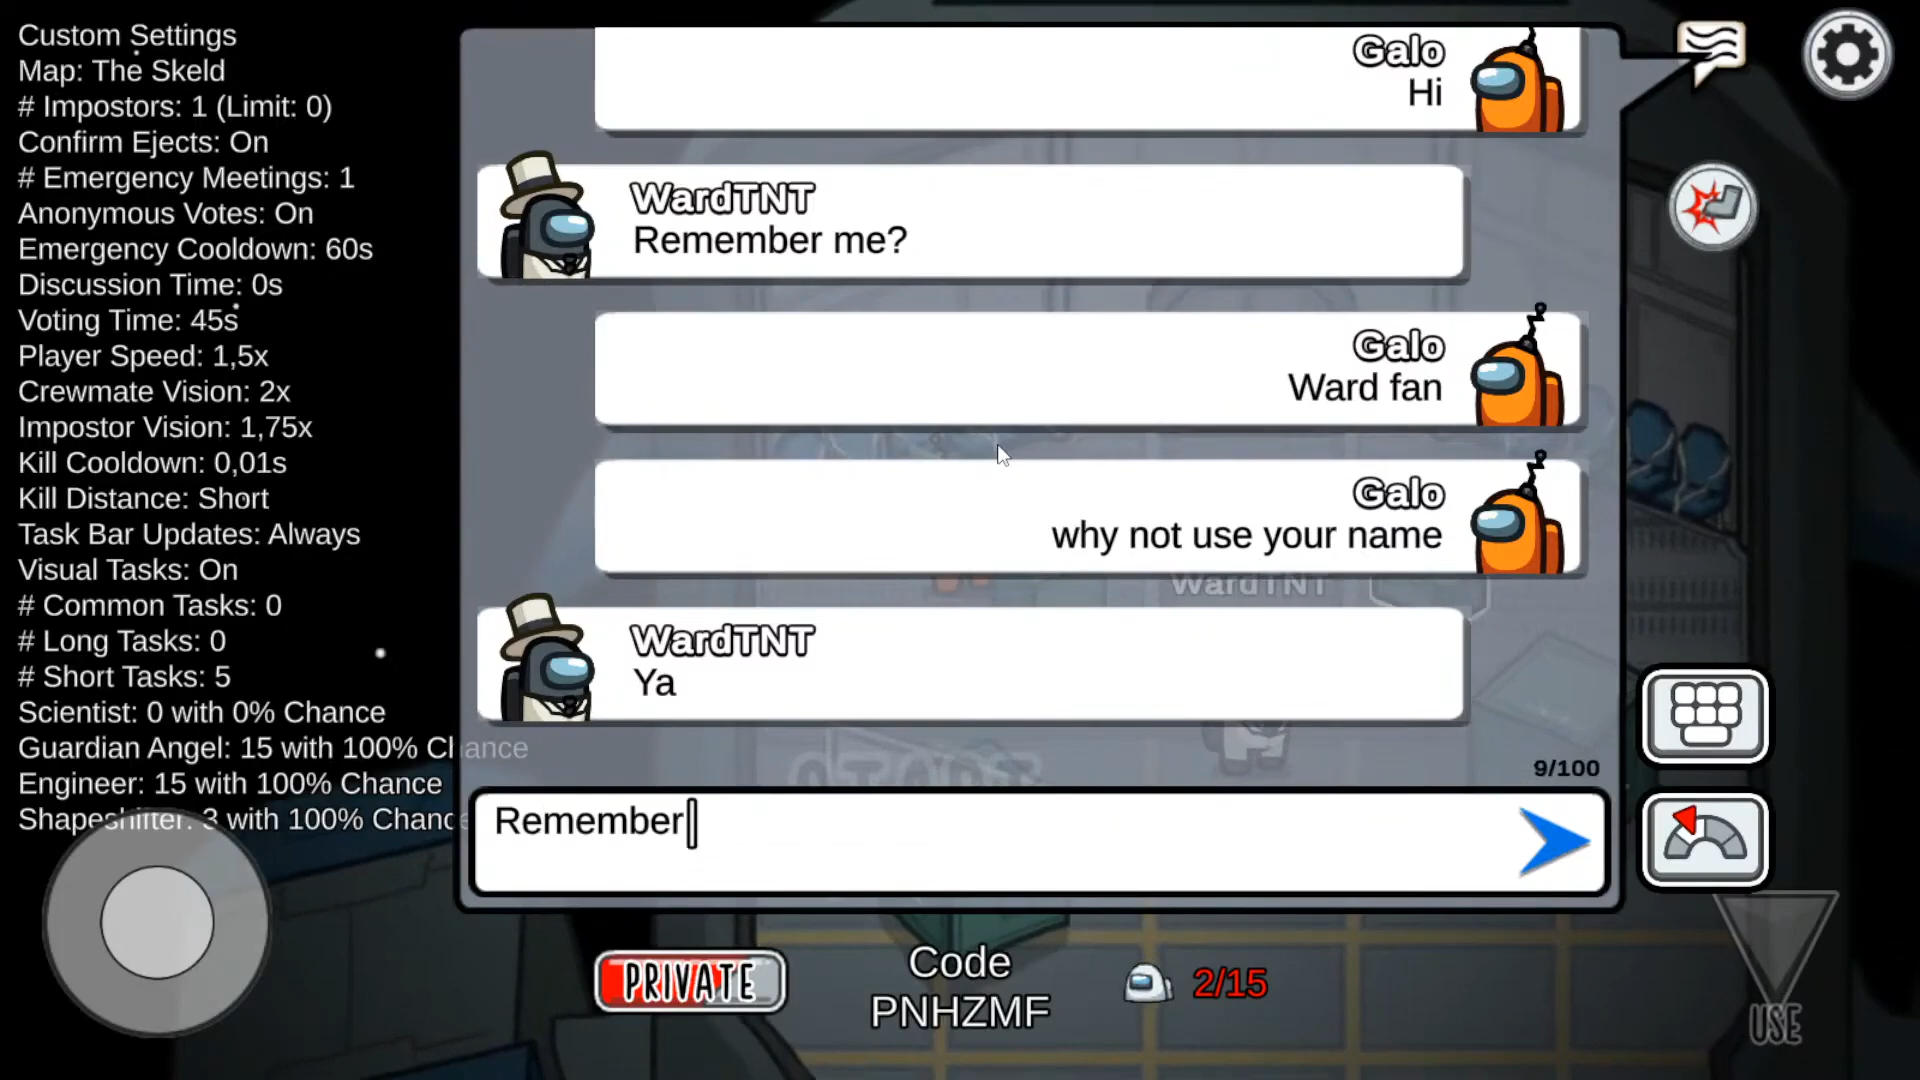 Custom Settings
Map: The Skeld
# Impostors: 1 (Limit: 0)
Confirm Ejects: On
# Emergency Meetings: 1
Anonymous Votes: On
Emergency Cooldown: 60s
Discussion Time: 0s
Voting Time: 45s
Player Speed: 1,5x
Crewmate Vision: 2x
Impostor Vision: 1,75x
Kill Cooldown: 0,01s
Kill Distance: Short
Task Bar Updates: Always
Visual Tasks: On
# Common Tasks: 0
# Long Tasks: 0
# Short Tasks: 5
Scientist: 0 with 0% Chance
Guardian Angel: 15 with 100% Chance
Engineer: 15 with 100% Chance
Shapeshifter: 3 with 100% Chance
Galo
Hi
WardTNT
Remember me?
Galo
Ward fan
Galo
why not use your name
WardTNT
WardTNT
Ya
START
9/100
Remember
PRIVATE
Code
PNHZMF
2/15
USE